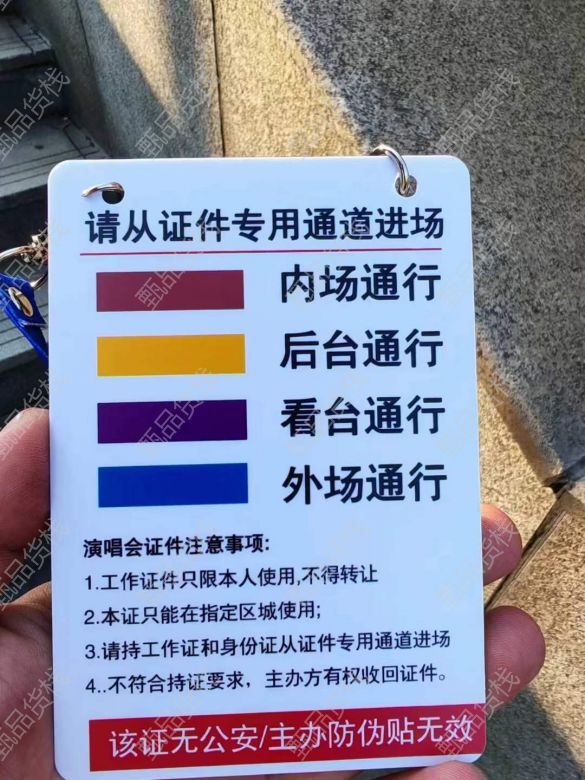 请从证件专用通道进场
内场通行
后台通行
看台通行
外场通行
演唱会证件注意事项:
1.工作证件只限本人使用,不得转让
2.本证只能在指定区城使用;
3.请持工作证和身份证从证件专用通道进场
4..不符合持证要求，主办方有权收回证件。
该证无公安/主办防伪贴无效
甄品货栈